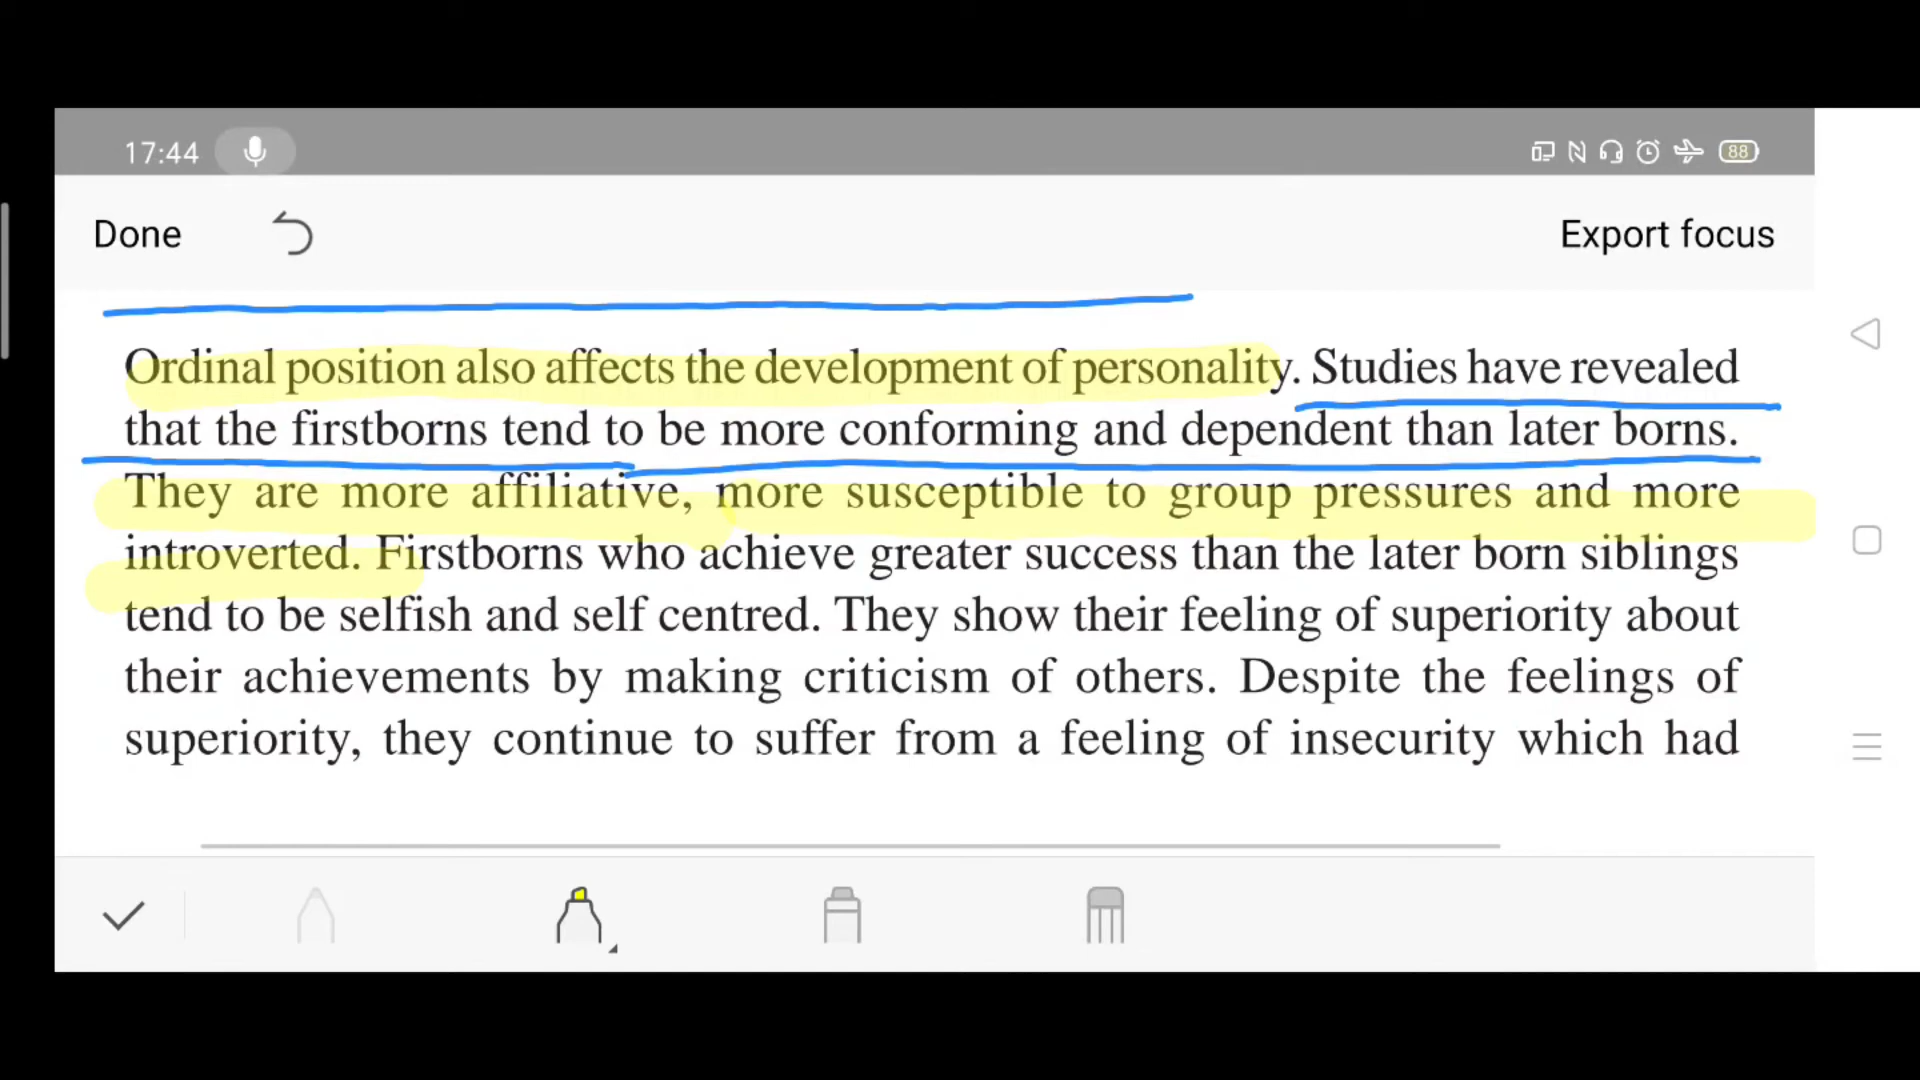 17:44
88
Done
Export focus
Ordinal position also affects the development of personality. Studies have revealed
that the firstborns tend to be more conforming and dependent than later borns.
They are more affiliative, more susceptible to group pressures and more
introverted. Firstborns who achieve greater success than the later born siblings
tend to be selfish and self centred. They show their feeling of superiority about
their achievements by making criticism of others. Despite the feelings of
superiority, they continue to suffer from a feeling of insecurity which had